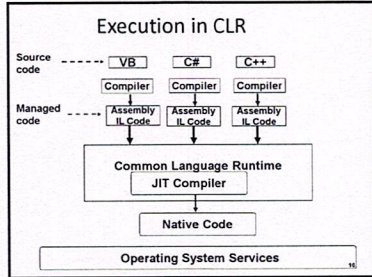 Execution in CLR
Source code
VB C# C++
Compiler Compiler Compiler
Managed code
Assembly IL Code Assembly IL Code Assembly IL Code
Common Language Runtime
JIT Compiler
Native Code
Operating System Services